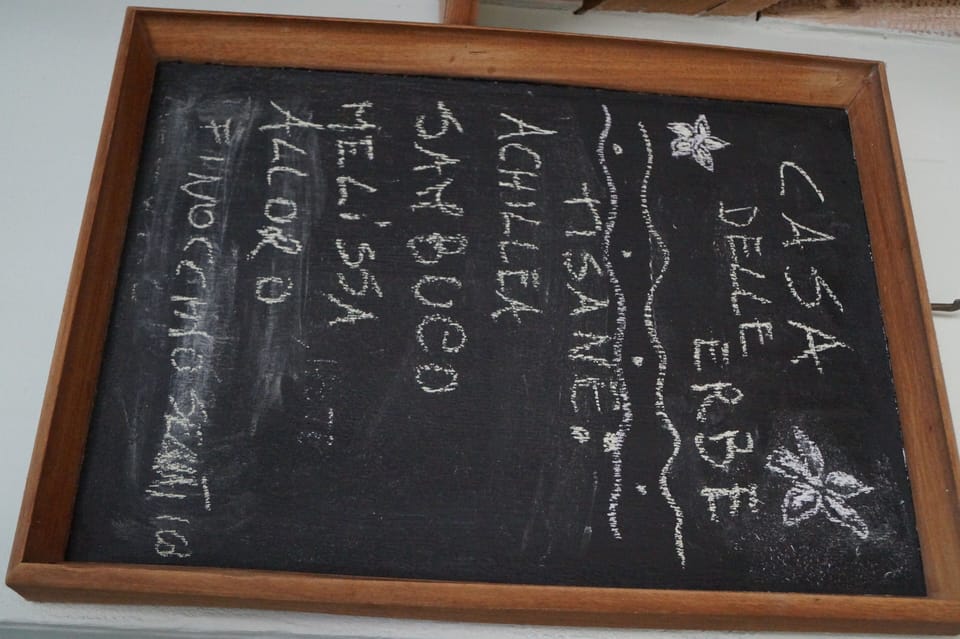 CASA
DELLE
ERBE
TISANE:
ACHILLEA
SAMBUCO
MELISSA
ALLORO
FINOCCHIO